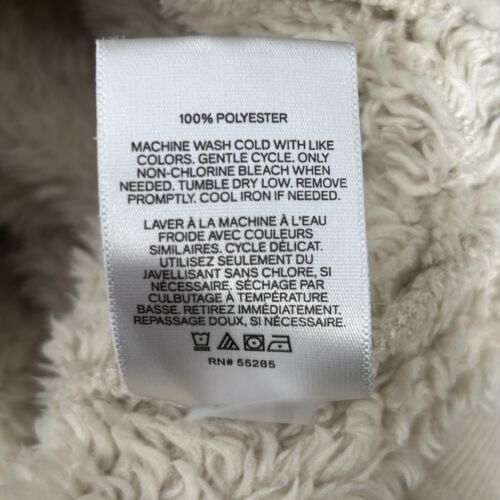 100% POLYESTER
MACHINE WASH COLD WITH LIKE
COLORS. GENTLE CYCLE. ONLY
NON-CHLORINE BLEACH WHEN
NEEDED. TUMBLE DRY LOW. REMOVE
PROMPTLY. COOL IRON IF NEEDED.
LAVER À LA MACHINE À L'EAU
FROIDE AVEC COULEURS
SIMILAIRES. CYCLE DÉLICAT.
UTILISEZ SEULEMENT DU
JAVELLISANT SANS CHLORE, SI
NÉCESSAIRE. SÉCHAGE PAR
CULBUTAGE À TEMPÉRATURE
BASSE. RETIREZ IMMÉDIATEMENT.
REPASSAGE DOUX, SI NÉCESSAIRE.
RN# 55285